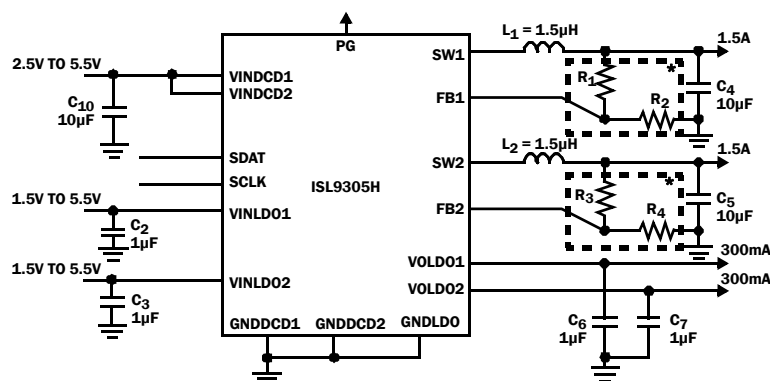 PG
L1 = 1.5µH
1.5A
SW1
2.5V TO 5.5V
VINDCD1
VINDCD2
R1
*
C4
10µF
C10
10µF
FB1
R2
L2 = 1.5µH
1.5A
SDAT
SW2
SCLK
ISL9305H
*
1.5V TO 5.5V
R3
C5
10µF
VINLDO1
FB2
R4
C2
1µF
300mA
VOLDO1
1.5V TO 5.5V
300mA
VINLDO2
VOLDO2
C3
1µF
GNDDCD1 GNDDCD2 GNDLDO
C6
1µF
C7
1µF